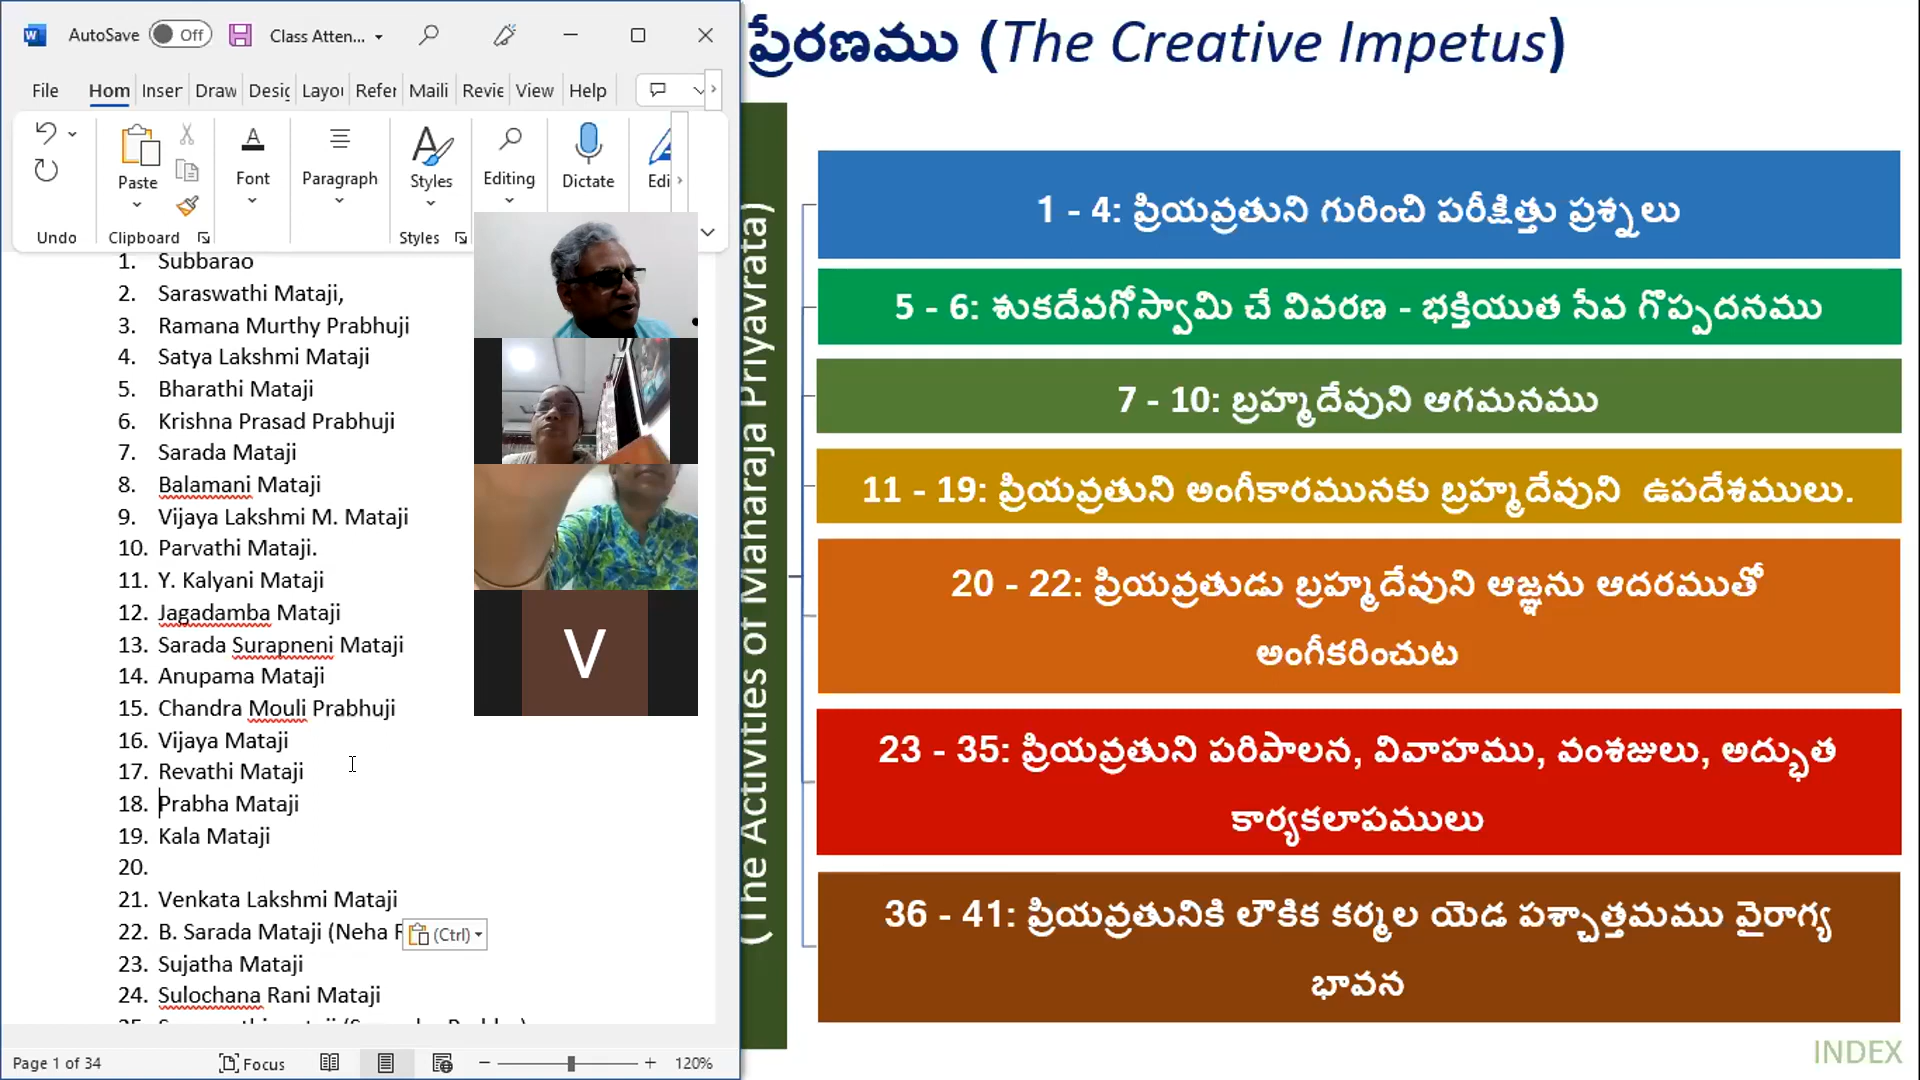 AutoSave Off Class Atten...
File Hom Inser Draw Desig Layou Refer Maili Revie View Help
Paste Font Paragraph Styles Editing Dictate Edi
Undo Clipboard Styles
1. Subbarao
2. Saraswathi Mataji,
3. Ramana Murthy Prabhuji
4. Satya Lakshmi Mataji
5. Bharathi Mataji
6. Krishna Prasad Prabhuji
7. Sarada Mataji
8. Balamani Mataji
9. Vijaya Lakshmi M. Mataji
10. Parvathi Mataji.
11. Y. Kalyani Mataji
12. Jagadamba Mataji
13. Sarada Surapneni Mataji
14. Anupama Mataji
15. Chandra Mouli Prabhuji
16. Vijaya Mataji
17. Revathi Mataji
18. Prabha Mataji
19. Kala Mataji
20.
21. Venkata Lakshmi Mataji
22. B. Sarada Mataji (Neha
(Ctrl)
23. Sujatha Mataji
24. Sulochana Rani Mataji
V
Page 1 of 34 Focus 120%
ప్రేరణము (The Creative Impetus)
(The Activities of Maharaja Priyavrata)
1 - 4: ప్రియవ్రతుని గురించి పరీక్షిత్తు ప్రశ్నలు
5 - 6: శుకదేవగోస్వామి చే వివరణ - భక్తియుత సేవ గొప్పదనము
7 - 10: బ్రహ్మదేవుని ఆగమనము
11 - 19: ప్రియవ్రతుని అంగీకారమునకు బ్రహ్మదేవుని ఉపదేశములు.
20 - 22: ప్రియవ్రతుడు బ్రహ్మదేవుని ఆజ్ఞను ఆదరముతో
అంగీకరించుట
23 - 35: ప్రియవ్రతుని పరిపాలన, వివాహము, వంశజులు, అద్భుత
కార్యకలాపములు
36 - 41: ప్రియవ్రతునికి లౌకిక కర్మల యెడ పశ్చాత్తమము వైరాగ్య
భావన
INDEX